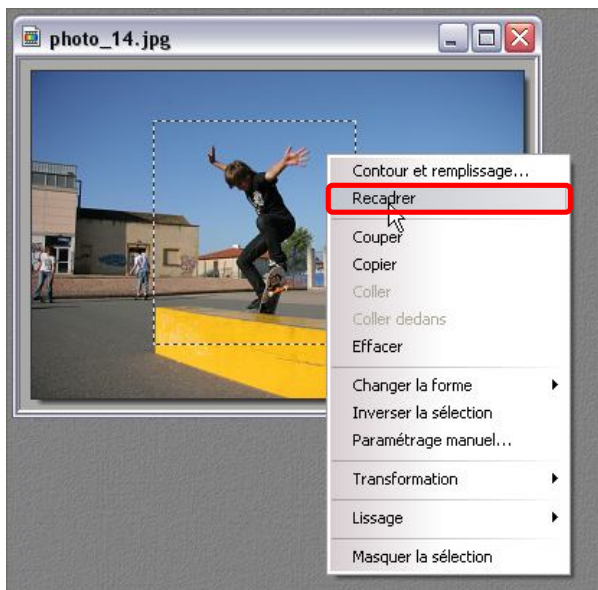 photo_14.jpg
Contour et remplissage...
Recadrer
Couper
Copier
Coller
Coller dedans
Effacer
Changer la forme
Inverser la sélection
Paramétrage manuel...
Transformation
Lissage
Masquer la sélection